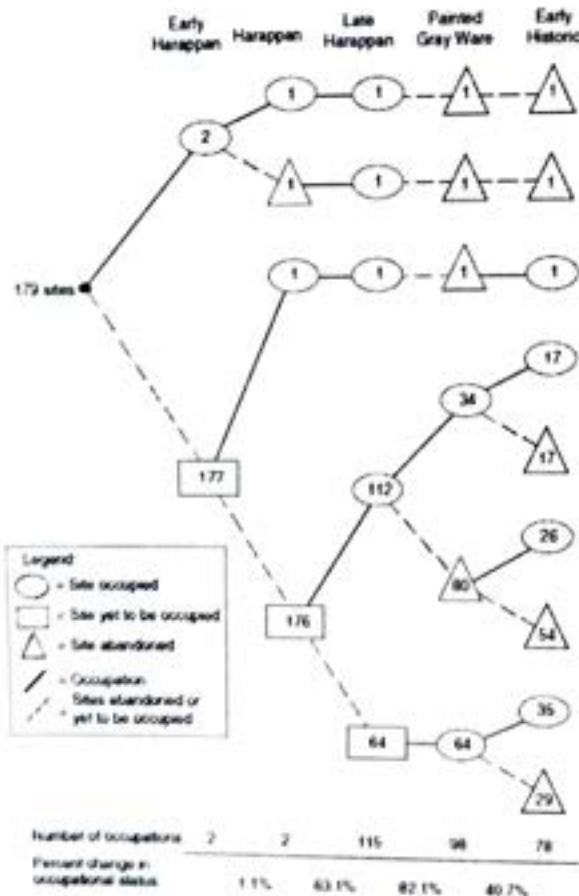 Early Harappan
Harappan
Late Harappan
Painted Gray Ware
Early Historic
1 1 1 1
2
1 1 1 1
179 sites
1 1 1 1
17
34
17
177
112
26
80
54
176
35
64 64
29
Legend
= Site occupied
= Site yet to be occupied
= Site abandoned
= Occupation
= Sites abandoned or
yet to be occupied
Number of occupations 2 2 115 98 78
Percent change in
occupational status 1.1% 63.1% 82.1% 40.7%